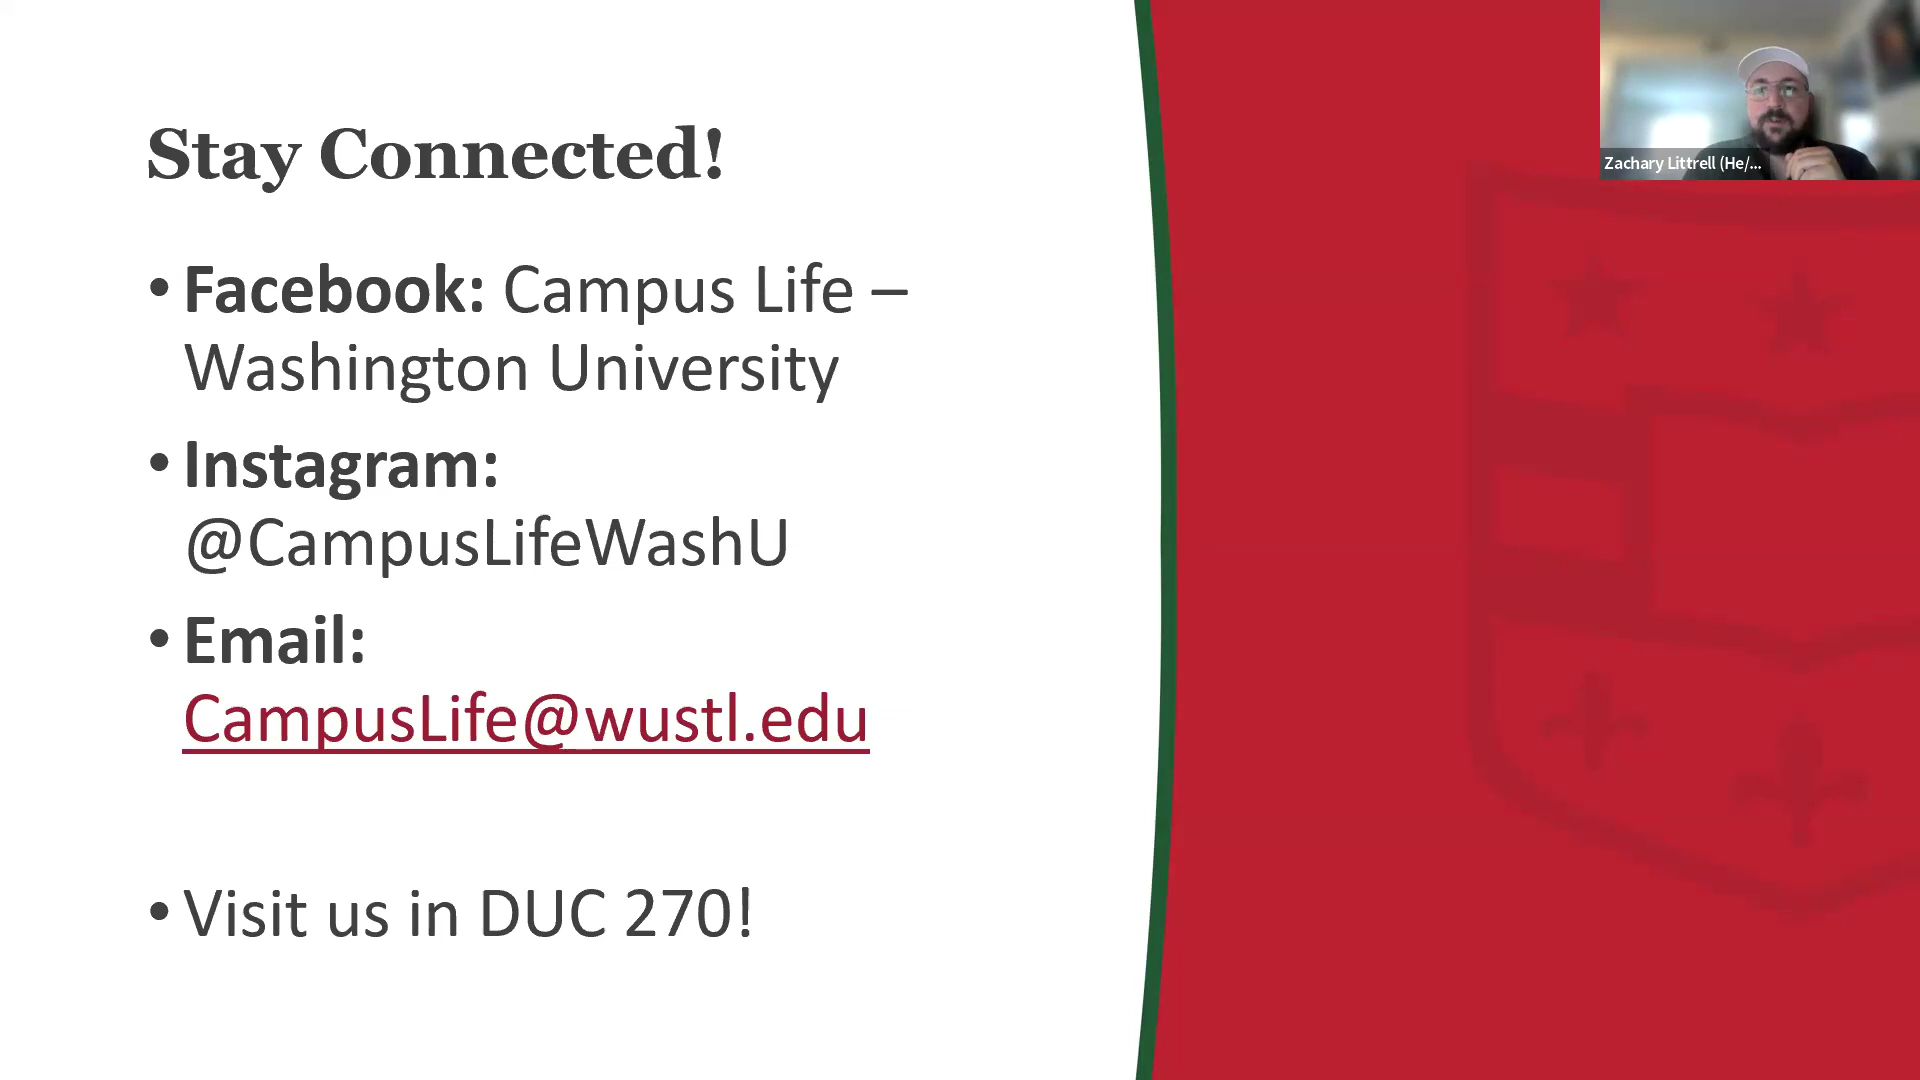 Stay Connected!
• Facebook: Campus Life –
Washington University
• Instagram:
@CampusLifeWashU
• Email:
CampusLife@wustl.edu
• Visit us in DUC 270!
Zachary Littrell (He/...